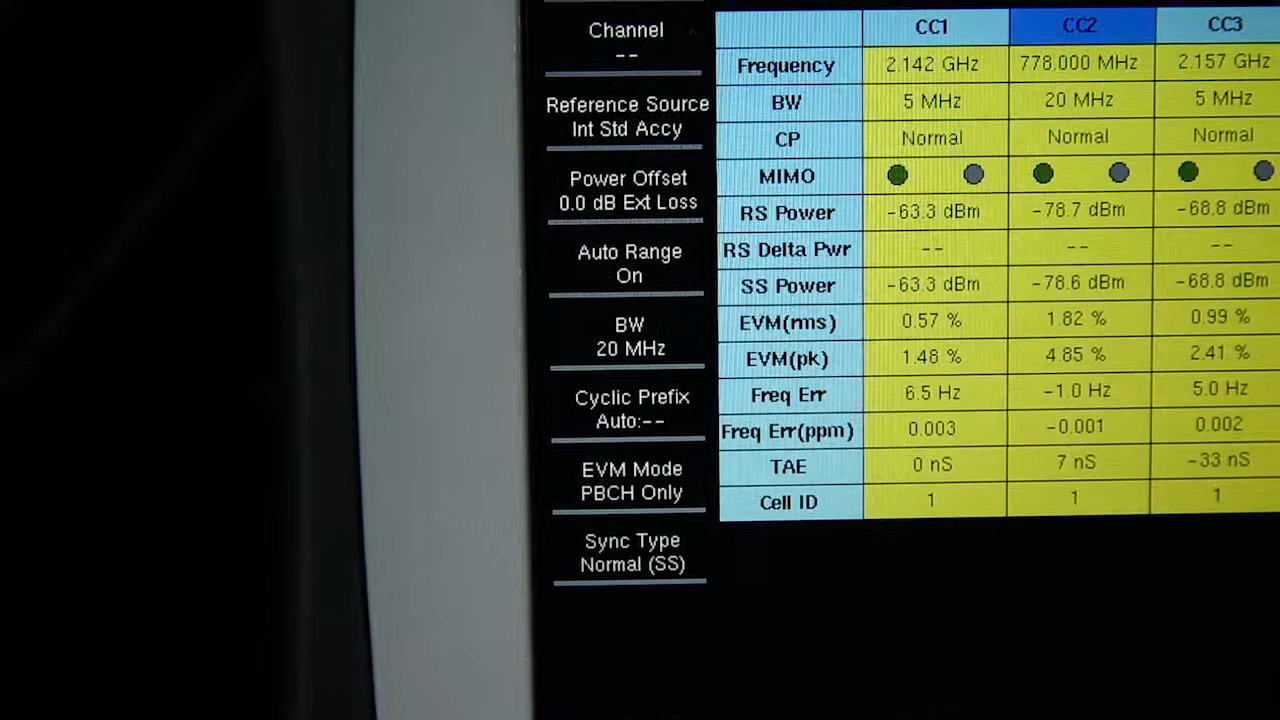 Channel
--
Reference Source
Int Std Accy
Power Offset
0.0 dB Ext Loss
Auto Range
On
BW
20 MHz
Cyclic Prefix
Auto:--
EVM Mode
PBCH Only
Sync Type
Normal (SS)
CC1 CC2 CC3
Frequency 2.142 GHz 778.000 MHz 2.157 GHz
BW 5 MHz 20 MHz 5 MHz
CP Normal Normal Normal
MIMO
RS Power -63.3 dBm -78.7 dBm -68.8 dBm
RS Delta Pwr -- -- --
SS Power -63.3 dBm -78.6 dBm -68.8 dBm
EVM(rms) 0.57 % 1.82 % 0.99 %
EVM(pk) 1.48 % 4.85 % 2.41 %
Freq Err 6.5 Hz -1.0 Hz 5.0 Hz
Freq Err(ppm) 0.003 -0.001 0.002
TAE 0 nS 7 nS -33 nS
Cell ID 1 1 1